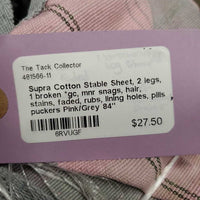 The Tack Collector
481566-11
Supra Cotton Stable Sheet, 2 legs,
1 broken *gc, mnr snags, hair,
stains, faded, rubs, lining holes, pills
puckers Pink/Grey 84"
$27.50
6RVUGF